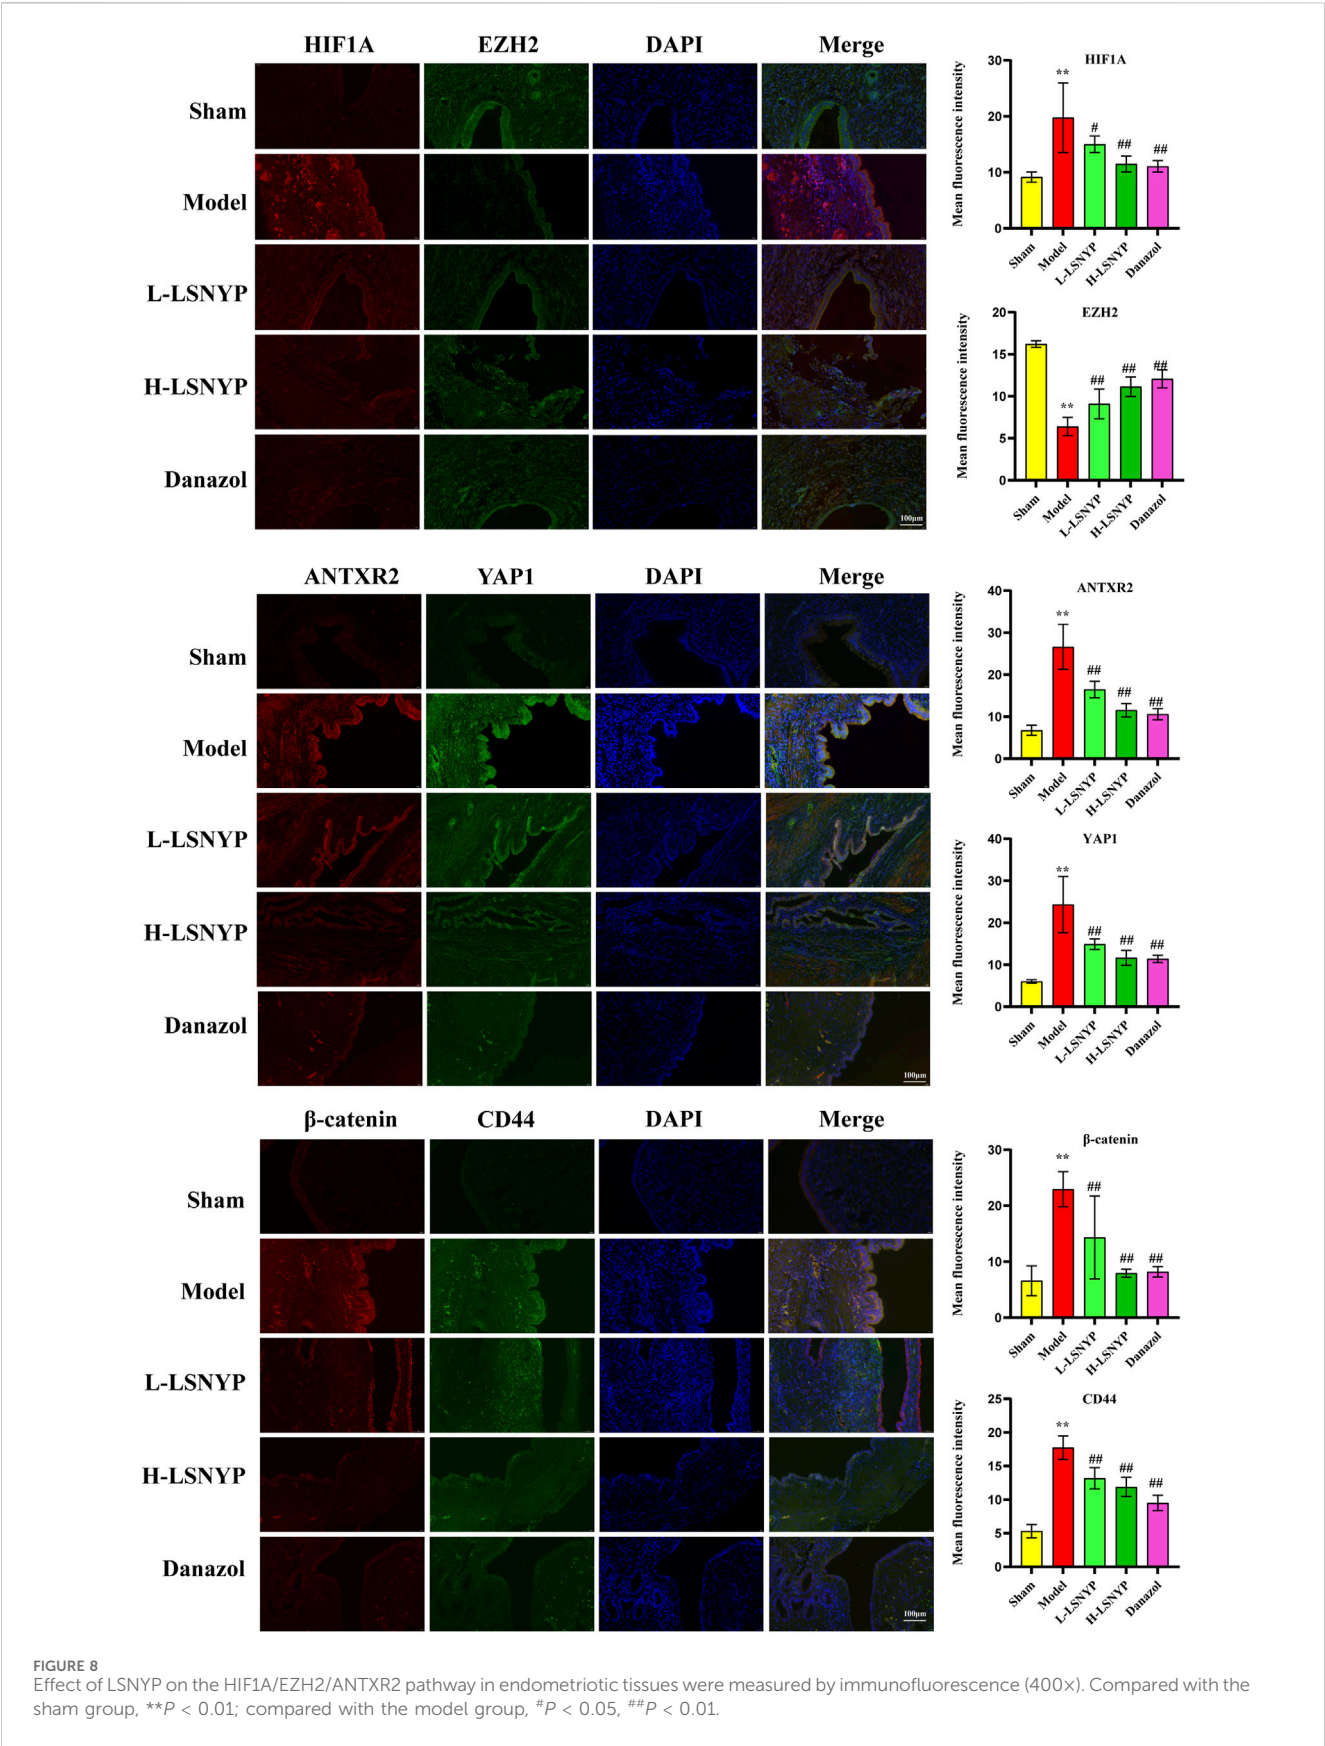 HIF1A EZH2 DAPI Merge
Sham
Model
L-LSNYP
H-LSNYP
Danazol
100μm
HIF1A
Mean fluorescence intensity
30
20
10
0
**
#
##
##
Sham Model L-LSNYP H-LSNYP Danazol
EZH2
Mean fluorescence intensity
20
15
10
5
0
**
##
##
##
Sham Model L-LSNYP H-LSNYP Danazol
ANTXR2 YAP1 DAPI Merge
Sham
Model
L-LSNYP
H-LSNYP
Danazol
100μm
ANTXR2
Mean fluorescence intensity
40
30
20
10
0
**
##
##
##
Sham Model L-LSNYP H-LSNYP Danazol
YAP1
Mean fluorescence intensity
40
30
20
10
0
**
##
##
##
Sham Model L-LSNYP H-LSNYP Danazol
β-catenin CD44 DAPI Merge
Sham
Model
L-LSNYP
H-LSNYP
Danazol
100μm
β-catenin
Mean fluorescence intensity
30
20
10
0
**
##
##
##
Sham Model L-LSNYP H-LSNYP Danazol
CD44
Mean fluorescence intensity
25
20
15
10
5
0
**
##
##
##
Sham Model L-LSNYP H-LSNYP Danazol
FIGURE 8
Effect of LSNYP on the HIF1A/EZH2/ANTXR2 pathway in endometriotic tissues were measured by immunofluorescence (400×). Compared with the
sham group, **P < 0.01; compared with the model group, #P < 0.05, ##P < 0.01.